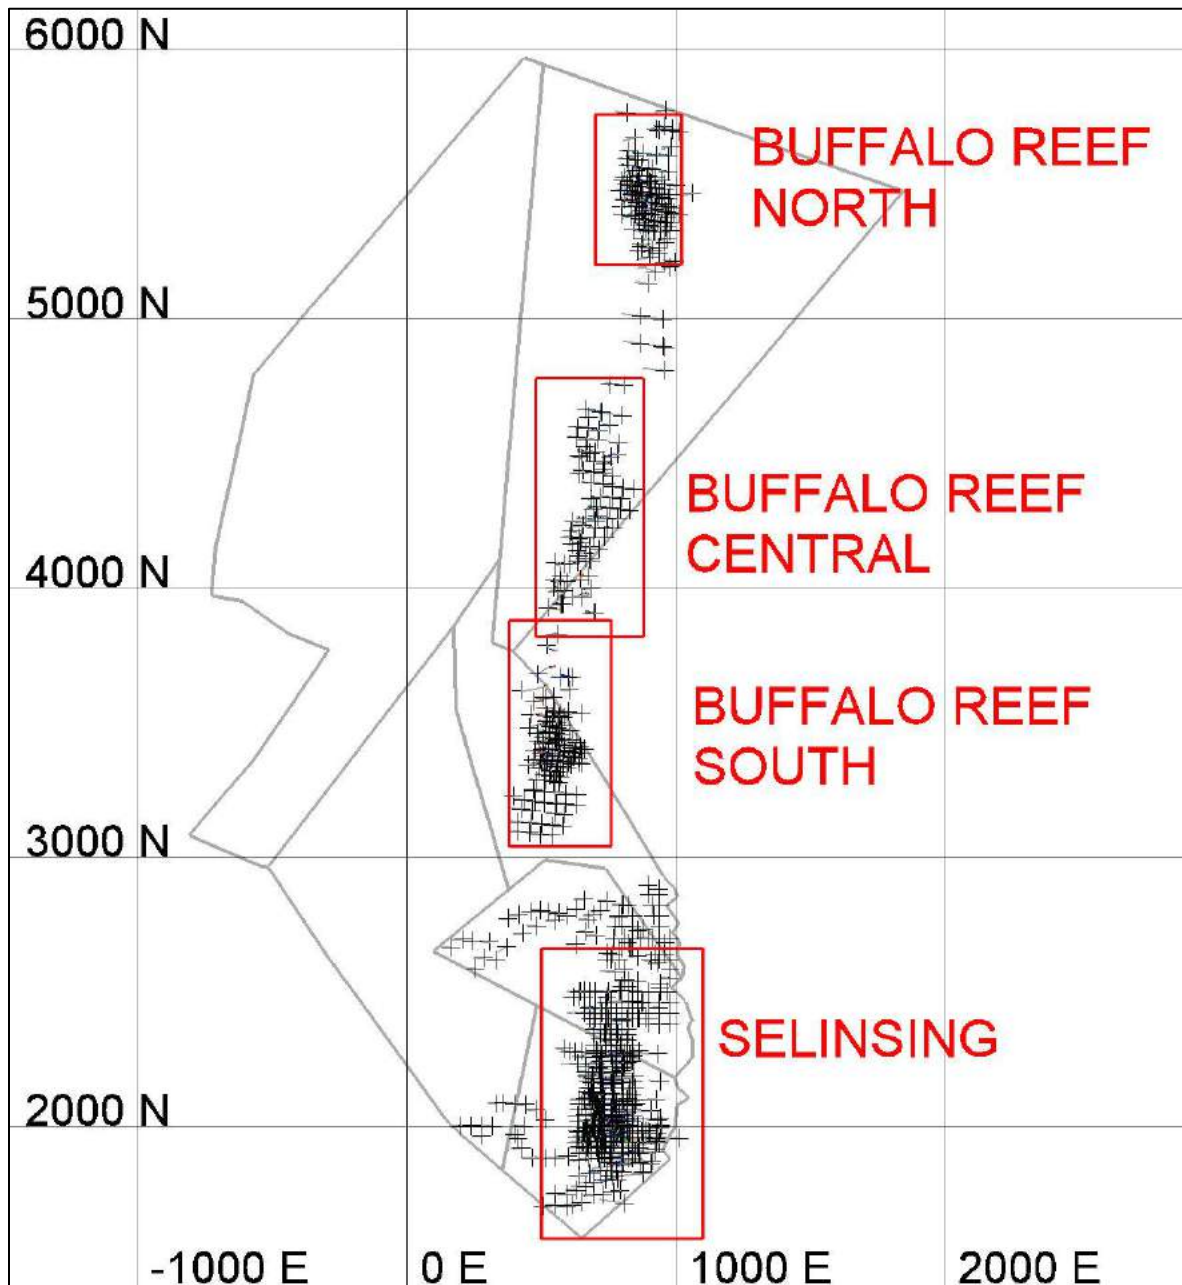 6000 N
BUFFALO REEF
NORTH
5000 N
BUFFALO REEF
CENTRAL
4000 N
BUFFALO REEF
SOUTH
3000 N
SELINSING
2000 N
-1000 E
0 E
1000 E
2000 E